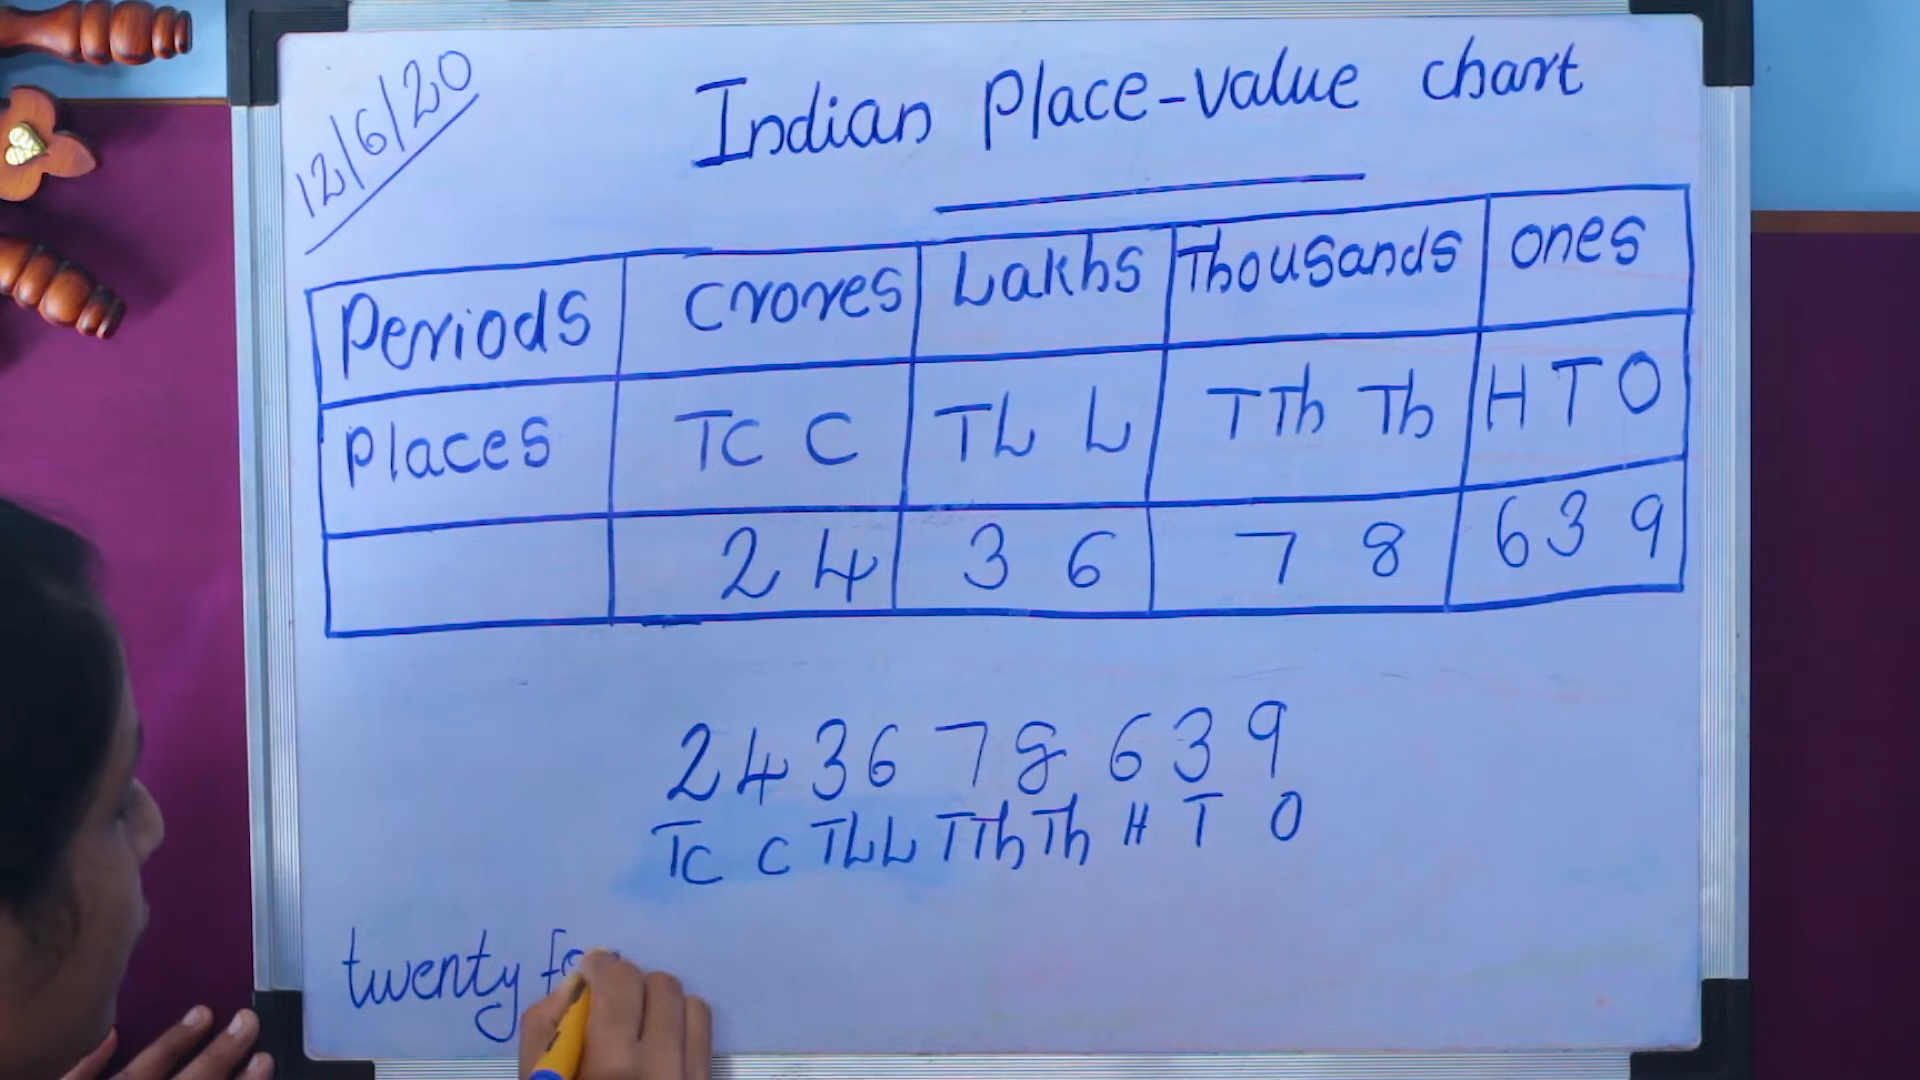 12/6/20
Indian Place-value chart
Periods Crores Lakhs Thousands ones
Places TC C TL L TTh Th H T O
2 4 3 6 7 8 6 3 9
2 4 3 6 7 8 6 3 9
TC C TL L TTh Th H T O
twenty